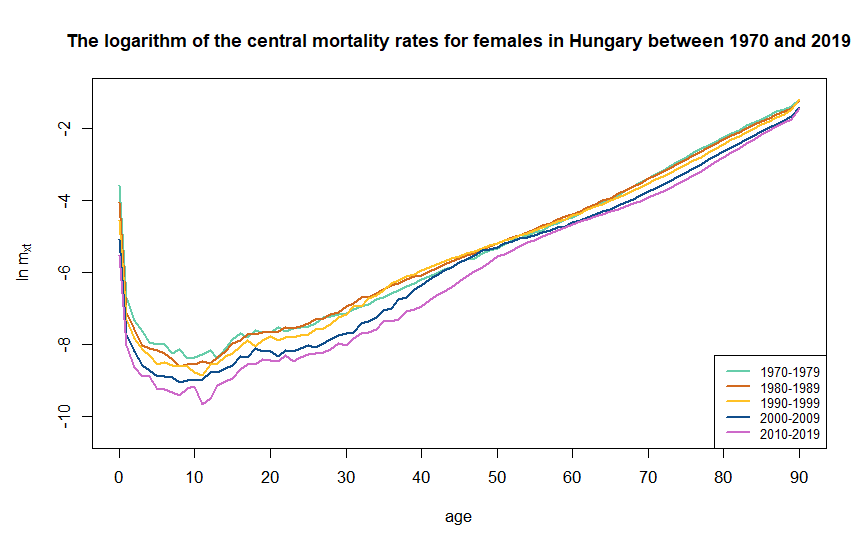 The logarithm of the central mortality rates for females in Hungary between 1970 and 2019
ln mxt
-2
-4
-6
-8
-10
0 10 20 30 40 50 60 70 80 90
age
1970-1979
1980-1989
1990-1999
2000-2009
2010-2019